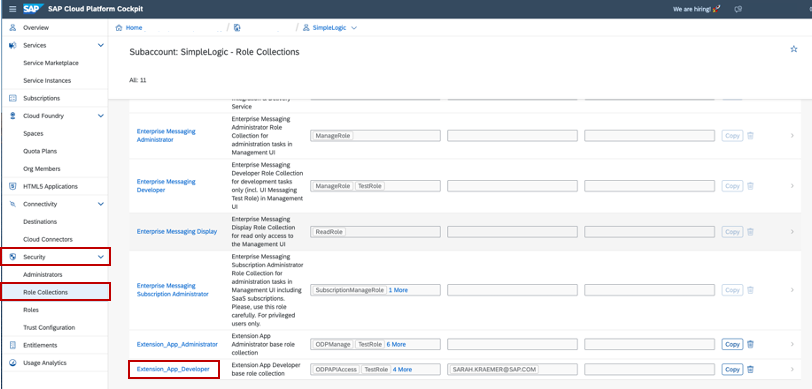 SAP SAP Cloud Platform Cockpit
We are hiring!
Overview
Services
Service Marketplace
Service Instances
Subscriptions
Cloud Foundry
Spaces
Quota Plans
Org Members
HTML5 Applications
Connectivity
Destinations
Cloud Connectors
Security
Administrators
Role Collections
Roles
Trust Configuration
Entitlements
Usage Analytics
Home / / SimpleLogic
Subaccount: SimpleLogic - Role Collections
All: 11
Integration & Delivery
Service
Enterprise Messaging
Administrator
Enterprise Messaging
Administrator Role
Collection for
administration tasks in
Management UI
ManageRole
Copy
Enterprise Messaging
Developer
Enterprise Messaging
Developer Role Collection
for development tasks
only (incl. UI Messaging
Test Role) in Management
UI
ManageRole TestRole
Copy
Enterprise Messaging Display
Enterprise Messaging
Display Role Collection
for read only access to
the Management UI
ReadRole
Copy
Enterprise Messaging
Subscription Administrator
Enterprise Messaging
Subscription Administrator
Role Collection for
administration tasks in
Management UI including
SaaS subscriptions.
Please, use this role
carefully. For privileged
users only.
SubscriptionManageRole 1 More
Copy
Extension_App_Administrator
Extension App
Administrator base role
collection
ODPManage TestRole 6 More
Copy
Extension_App_Developer
Extension App Developer
base role collection
ODPAPIAccess TestRole 4 More
SARAH.KRAEMER@SAP.COM
Copy